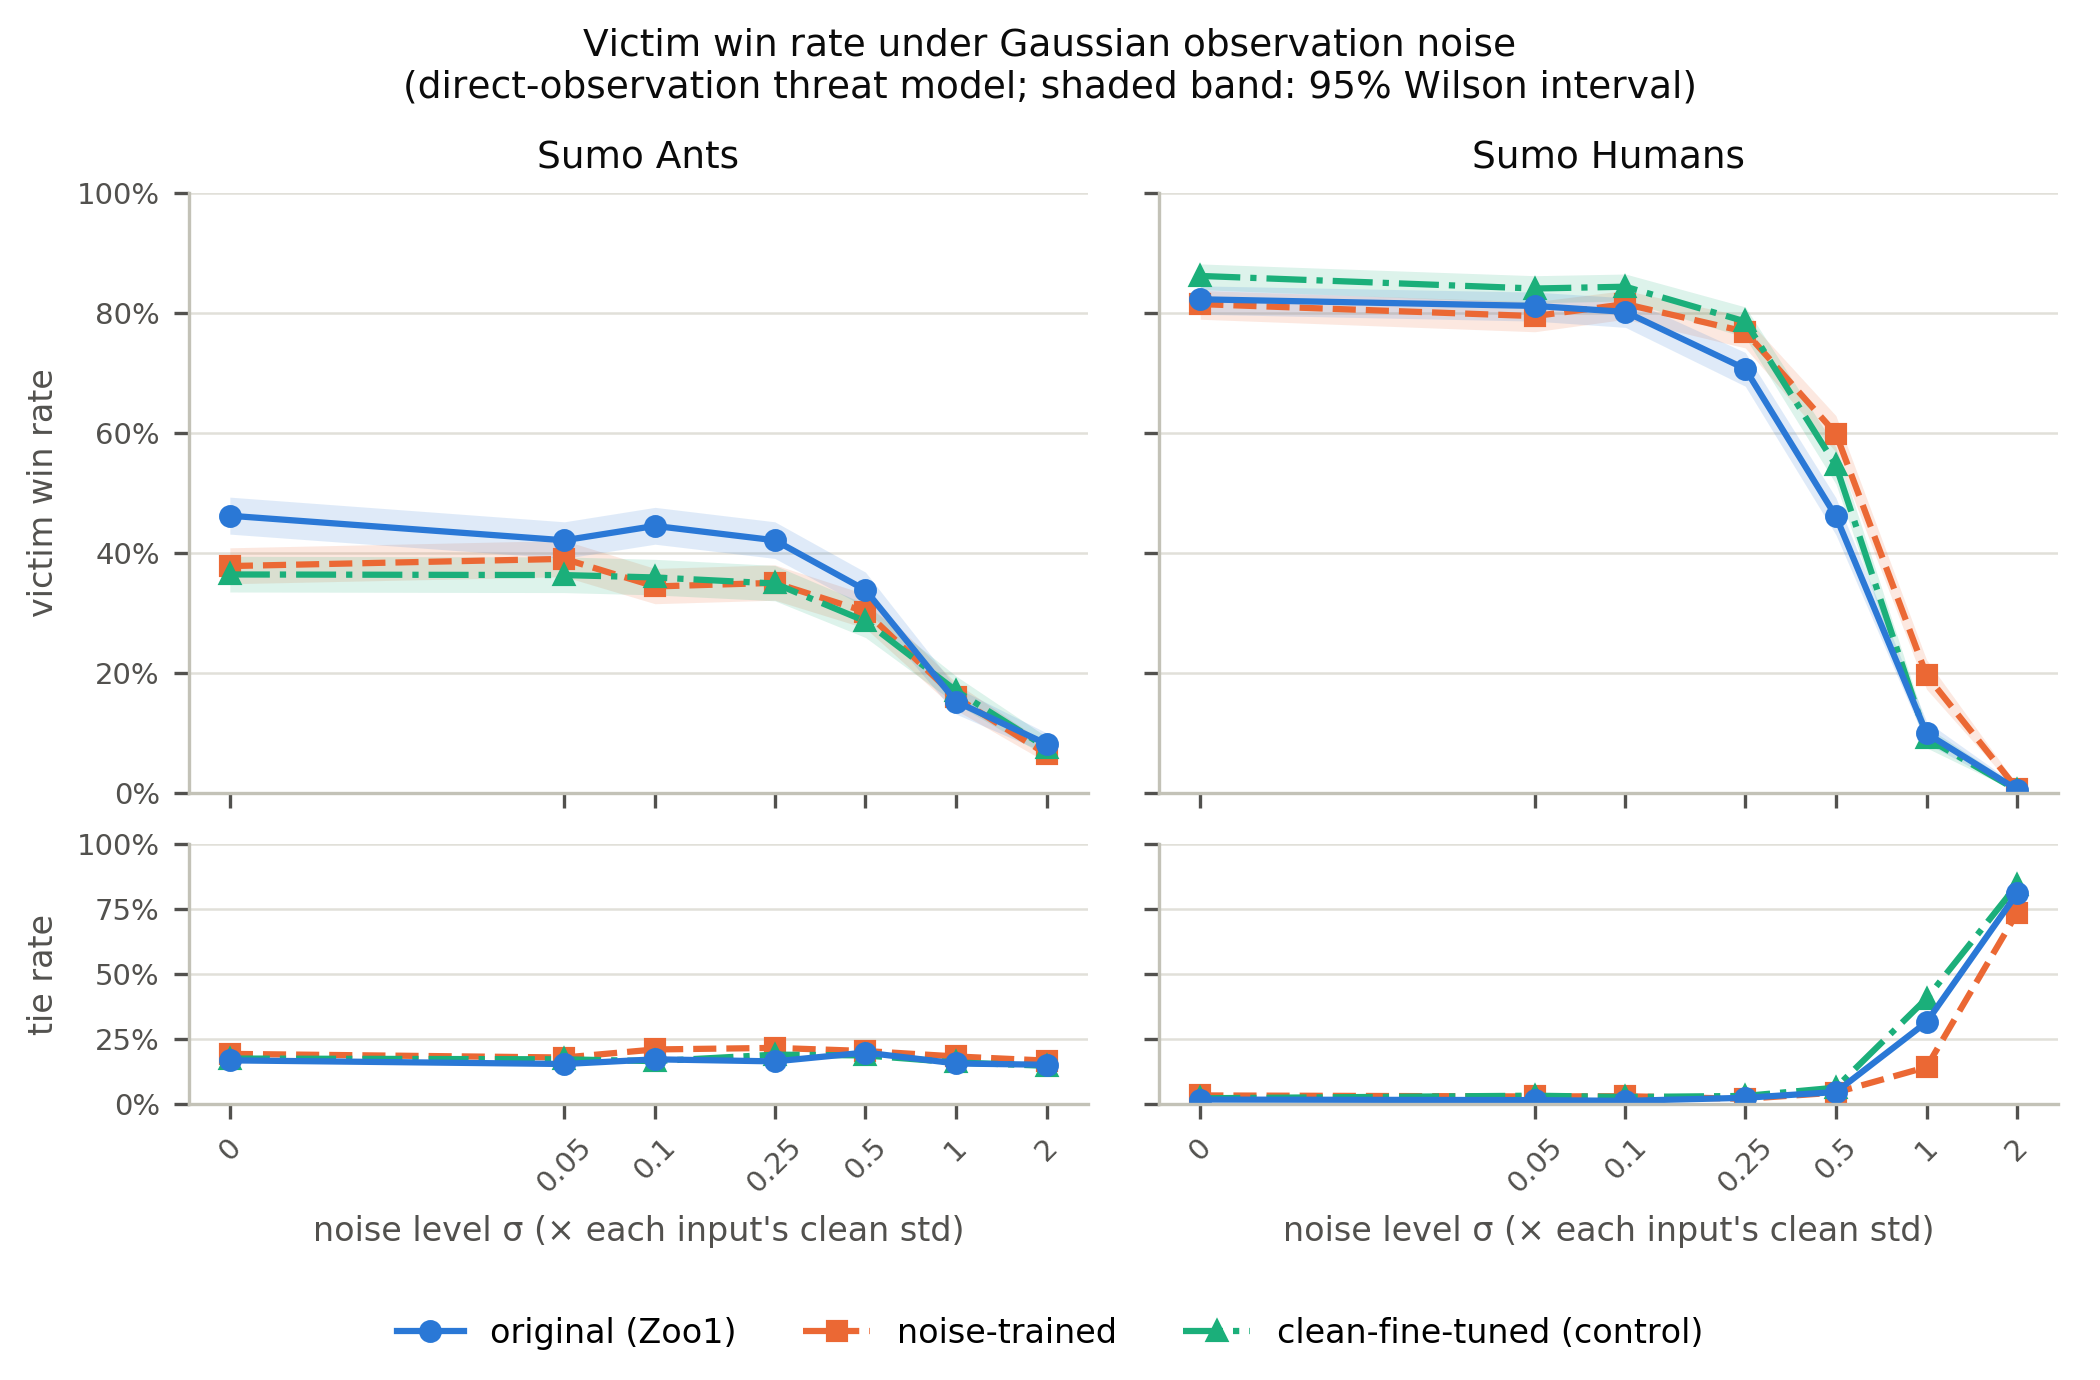 Victim win rate under Gaussian observation noise
(direct-observation threat model; shaded band: 95% Wilson interval)
Sumo Ants
Sumo Humans
victim win rate
100%
80%
60%
40%
20%
0%
tie rate
100%
75%
50%
25%
0%
0 0.05 0.1 0.25 0.5 1 2
0 0.05 0.1 0.25 0.5 1 2
noise level σ (× each input's clean std)
noise level σ (× each input's clean std)
original (Zoo1)
noise-trained
clean-fine-tuned (control)